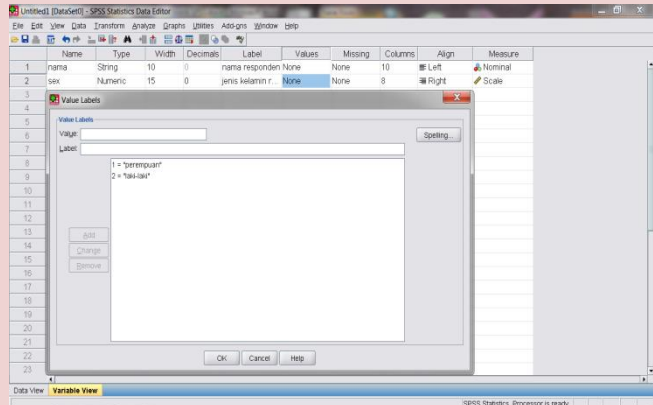 Untitled1 [DataSet0] - SPSS Statistics Data Editor
File Edit View Data Transform Analyze Graphs Utilities Add-ons Window Help
Name Type Width Decimals Label Values Missing Columns Align Measure
1 nama String 10 0 nama responden None None 10 Left Nominal
2 sex Numeric 15 0 jenis kelamin r... None None 8 Right Scale
3
4
5
6
7
8
9
10
11
12
13
14
15
16
17
18
19
20
21
22
23
Value Labels
Value Labels
Value:
Spelling...
Label:
1 = "perempuan"
2 = "laki-laki"
Add
Change
Remove
OK Cancel Help
Data View Variable View
SPSS Statistics Processor is ready